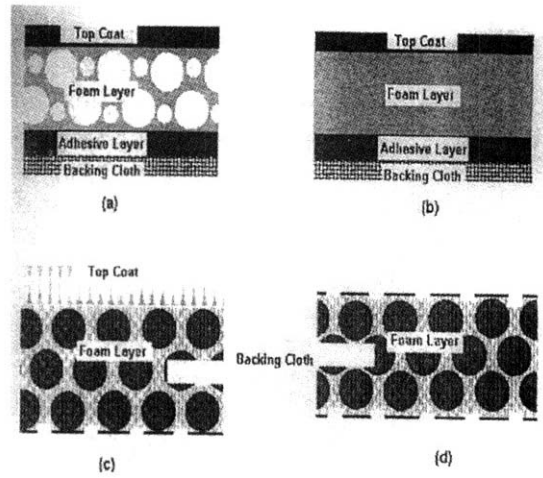 Top Coat
Foam Layer
Adhesive Layer
Backing Cloth
(a)
Top Coat
Foam Layer
Adhesive Layer
Backing Cloth
(b)
Top Coat
Foam Layer
Backing Cloth
(c)
Foam Layer
(d)